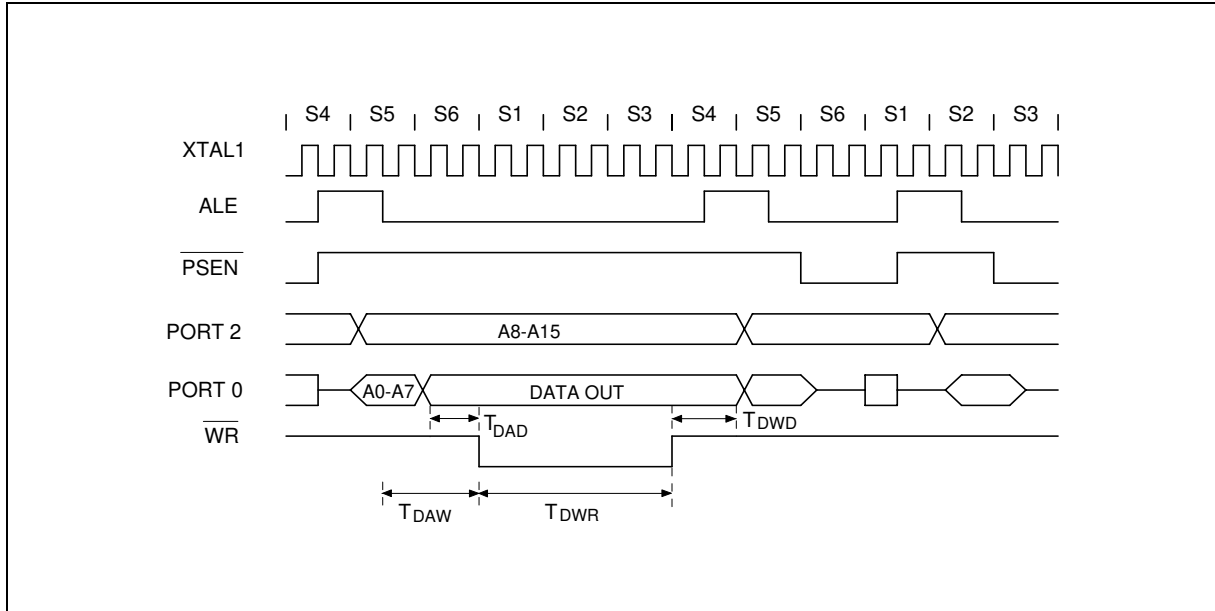 S4 S5 S6 S1 S2 S3 S4 S5 S6 S1 S2 S3
XTAL1
ALE
PSEN
PORT 2 A8-A15
PORT 0 A0-A7 DATA OUT
TDAD TDWD
WR
TDAW TDWR